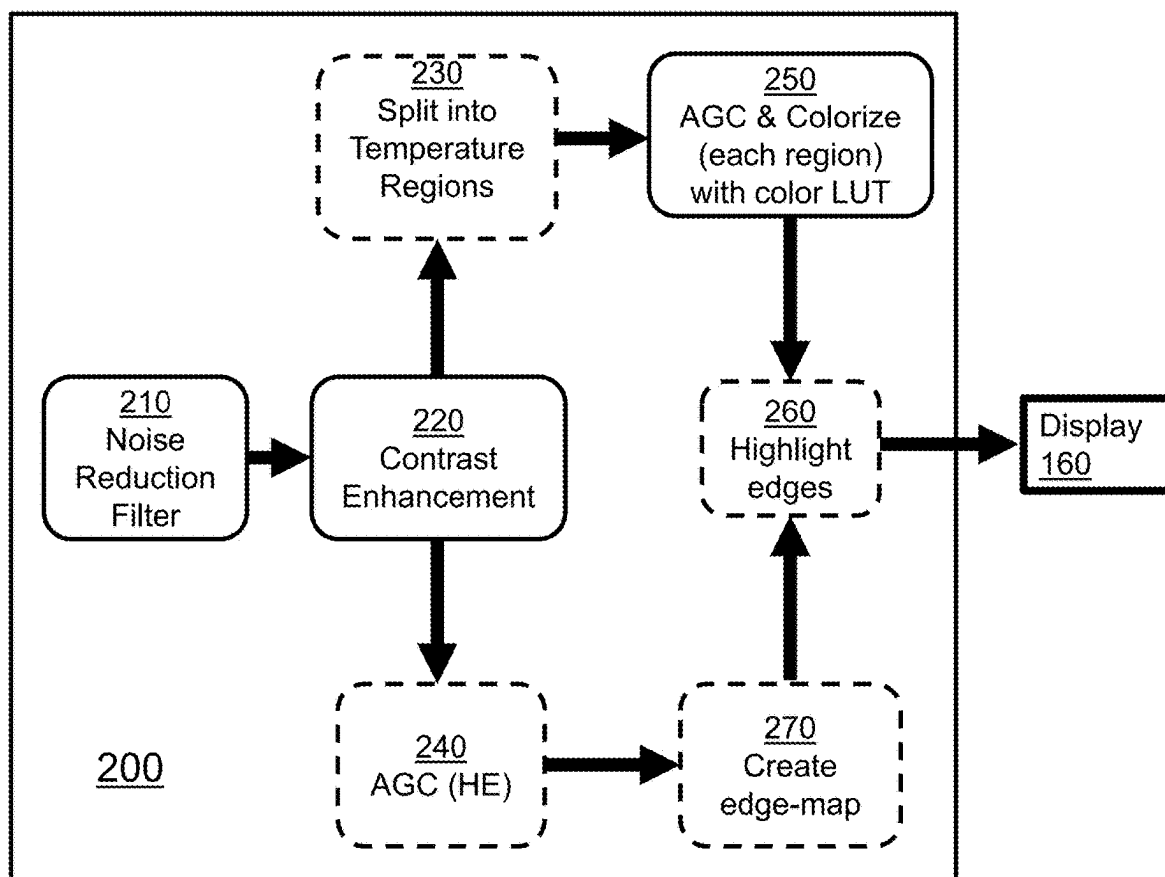 230
Split into
Temperature
Regions
250
AGC & Colorize
(each region)
with color LUT
210
Noise
Reduction
Filter
220
Contrast
Enhancement
260
Highlight
edges
Display
160
240
AGC (HE)
270
Create
edge-map
200